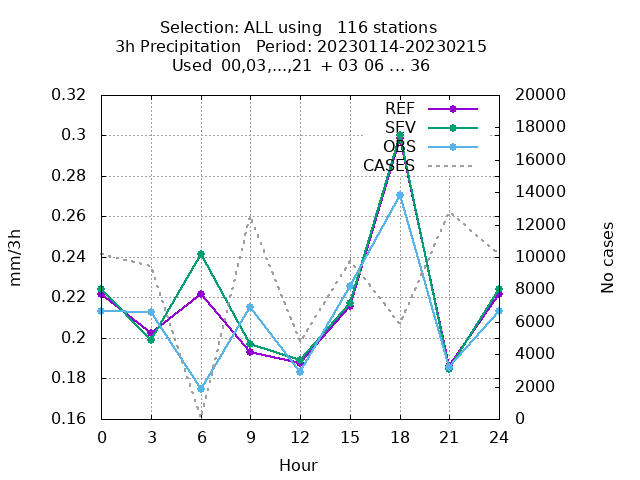 Selection: ALL using   116 stations
3h Precipitation   Period: 20230114-20230215
Used  00,03,...,21  + 03 06 ... 36
0.32
0.3
0.28
0.26
0.24
0.22
0.2
0.18
0.16
mm/3h
REF
SEV
OBS
CASES
20000
18000
16000
14000
12000
10000
8000
6000
4000
2000
0
No cases
0 3 6 9 12 15 18 21 24
Hour